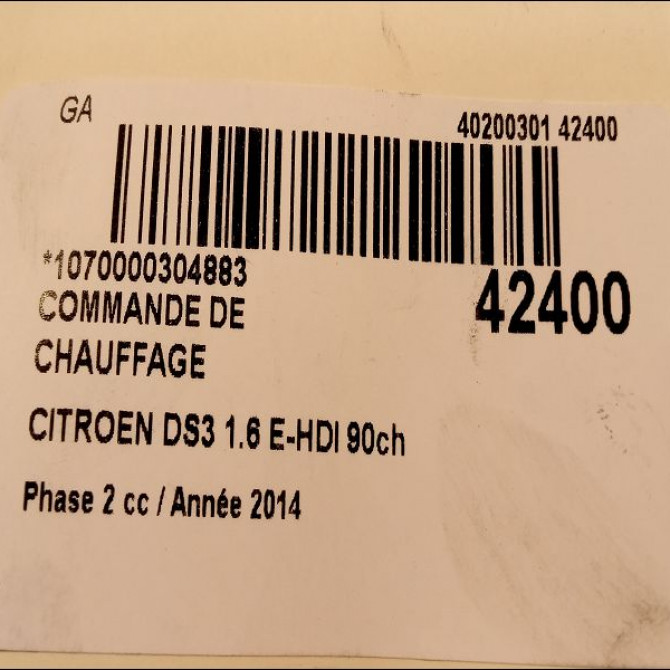 GA
40200301 42400
*1070000304883
42400
COMMANDE DE
CHAUFFAGE
CITROEN DS3 1.6 E-HDI 90ch
Phase 2 cc / Année 2014